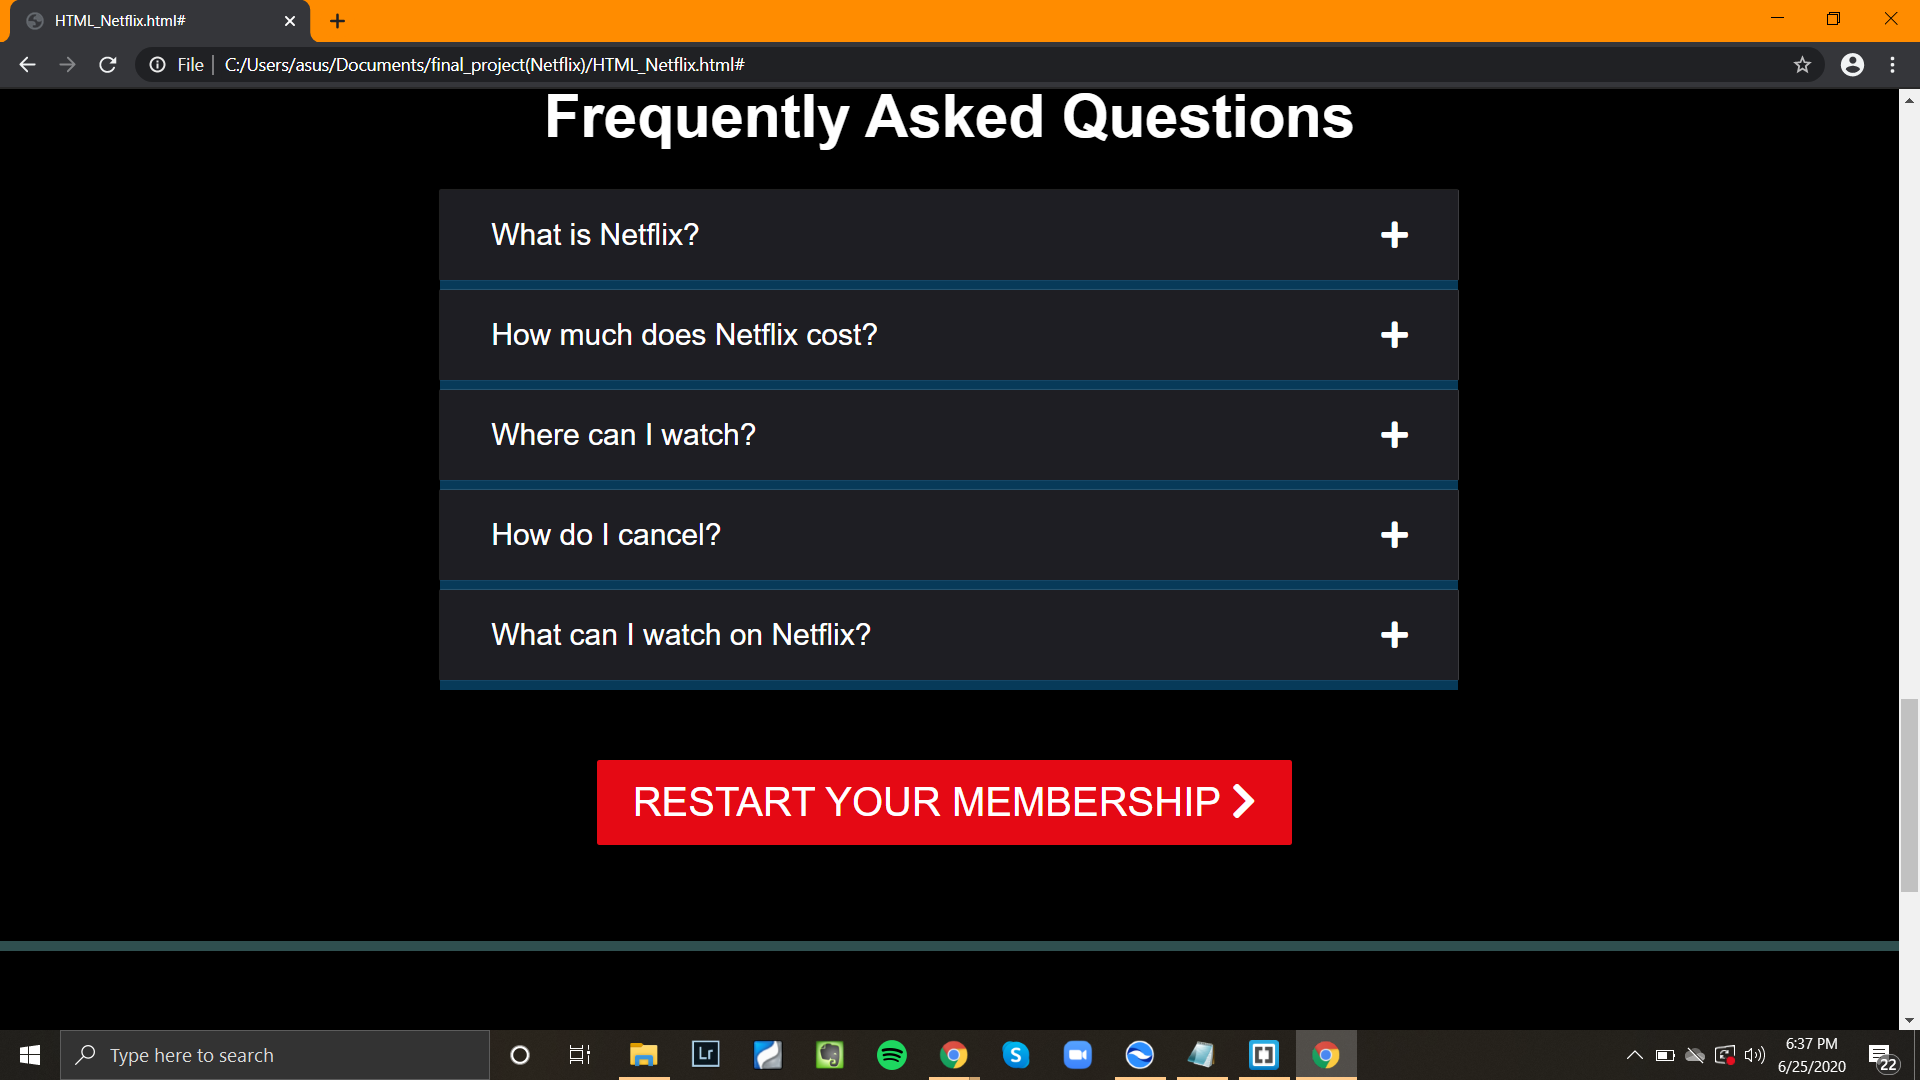 HTML_Netflix.html#
File C:/Users/asus/Documents/final_project(Netflix)/HTML_Netflix.html#
Frequently Asked Questions
What is Netflix?
How much does Netflix cost?
Where can I watch?
How do I cancel?
What can I watch on Netflix?
RESTART YOUR MEMBERSHIP
Type here to search
Lr
S
6:37 PM
6/25/2020
22